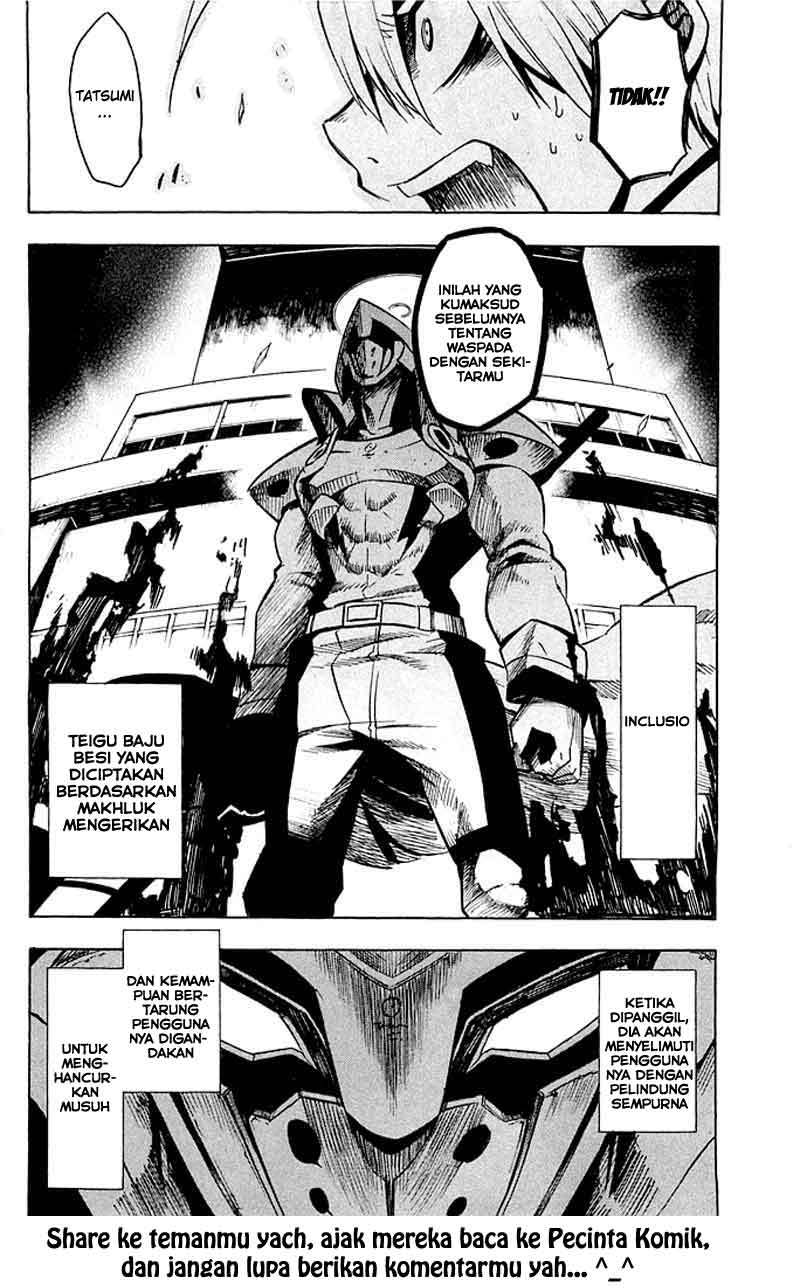 TIDAK!!
TATSUMI
...
INILAH YANG
KUMAKSUD
SEBELUMNYA
TENTANG
WASPADA
DENGAN SEKI-
TARMU
INCLUSIO
TEIGU BAJU
BESI YANG
DICIPTAKAN
BERDASARKAN
MAKHLUK
MENGERIKAN
KETIKA
DIPANGGIL,
DIA AKAN
MENYELIMUTI
PENGGUNA
NYA DENGAN
PELINDUNG
SEMPURNA
DAN KEMAM-
PUAN BER-
TARUNG
PENGGUNA
NYA DIGAN-
DAKAN
UNTUK
MENG-
HANCUR-
KAN
MUSUH
Share ke temanmu yach, ajak mereka baca ke Pecinta Komik,
dan jangan lupa berikan komentarmu yah... ^_^